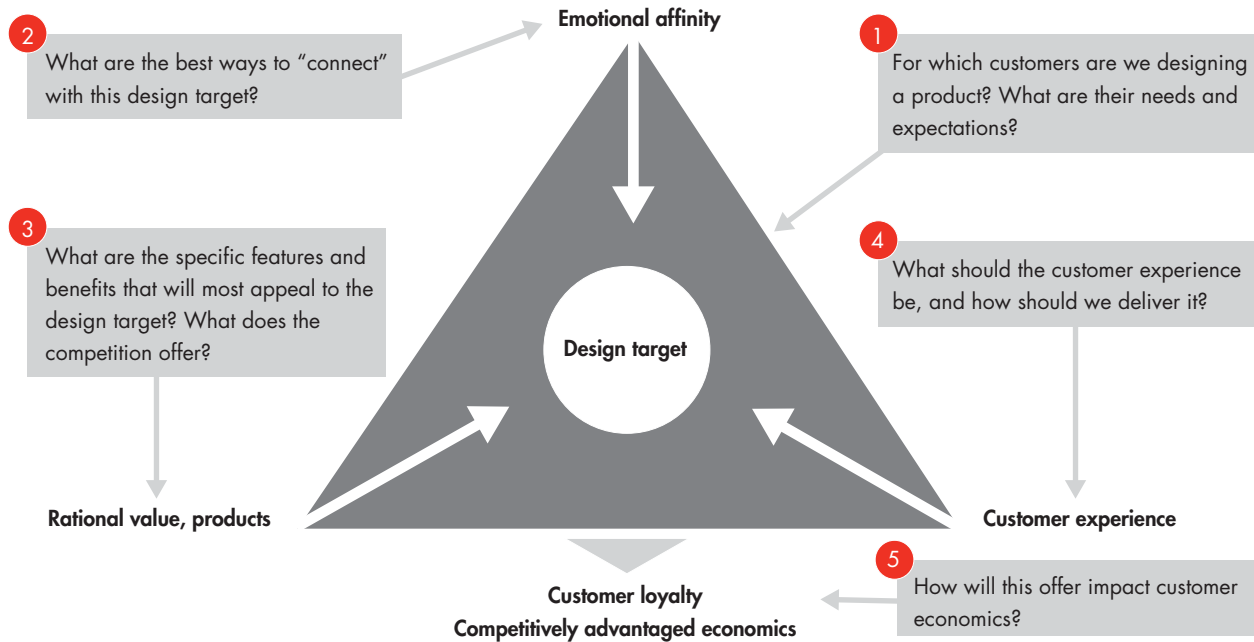 Emotional affinity
1
For which customers are we designing
a product? What are their needs and
expectations?
2
What are the best ways to “connect”
with this design target?
3
What are the specific features and
benefits that will most appeal to the
design target? What does the
competition offer?
4
What should the customer experience
be, and how should we deliver it?
Design target
Rational value, products
Customer experience
5
How will this offer impact customer
economics?
Customer loyalty
Competitively advantaged economics